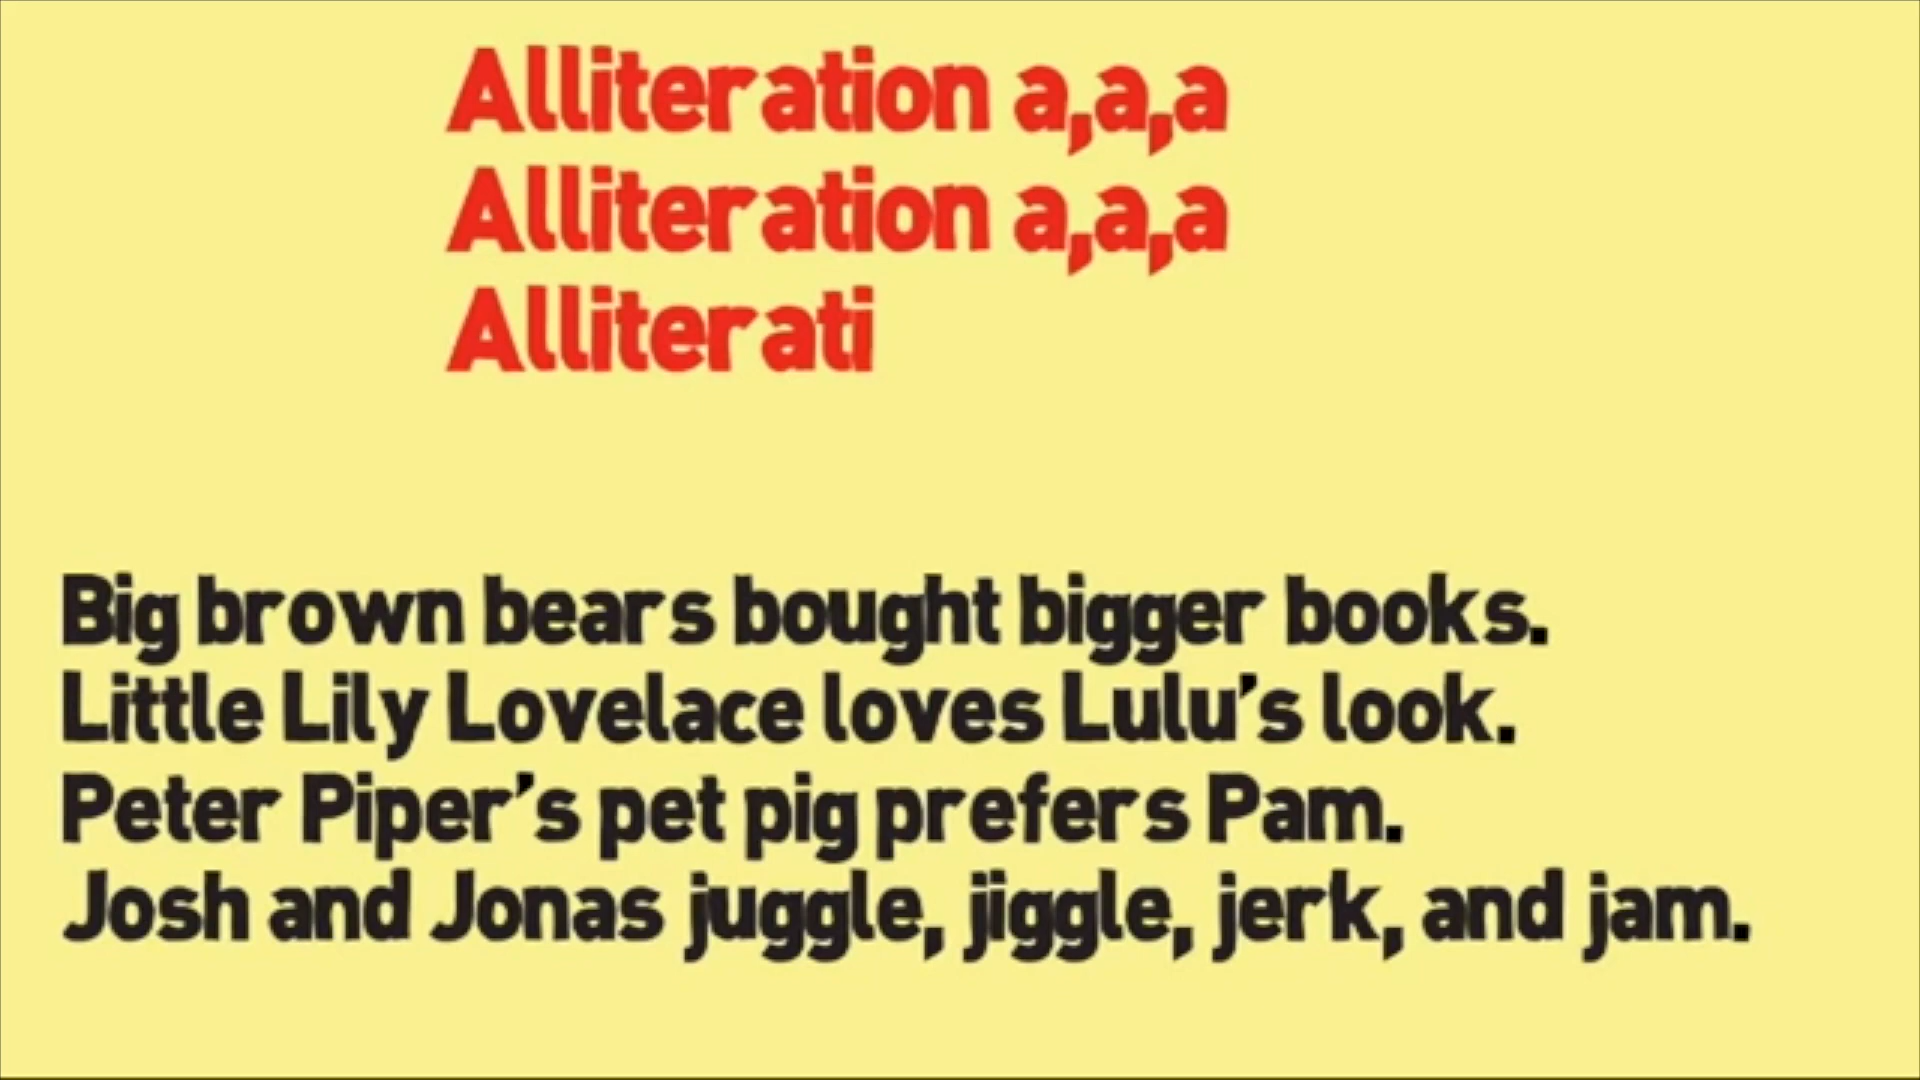 Alliteration a,a,a
Alliteration a,a,a
Alliterati
Big brown bears bought bigger books.
Little Lily Lovelace loves Lulu's look.
Peter Piper's pet pig prefers Pam.
Josh and Jonas juggle, jiggle, jerk, and jam.